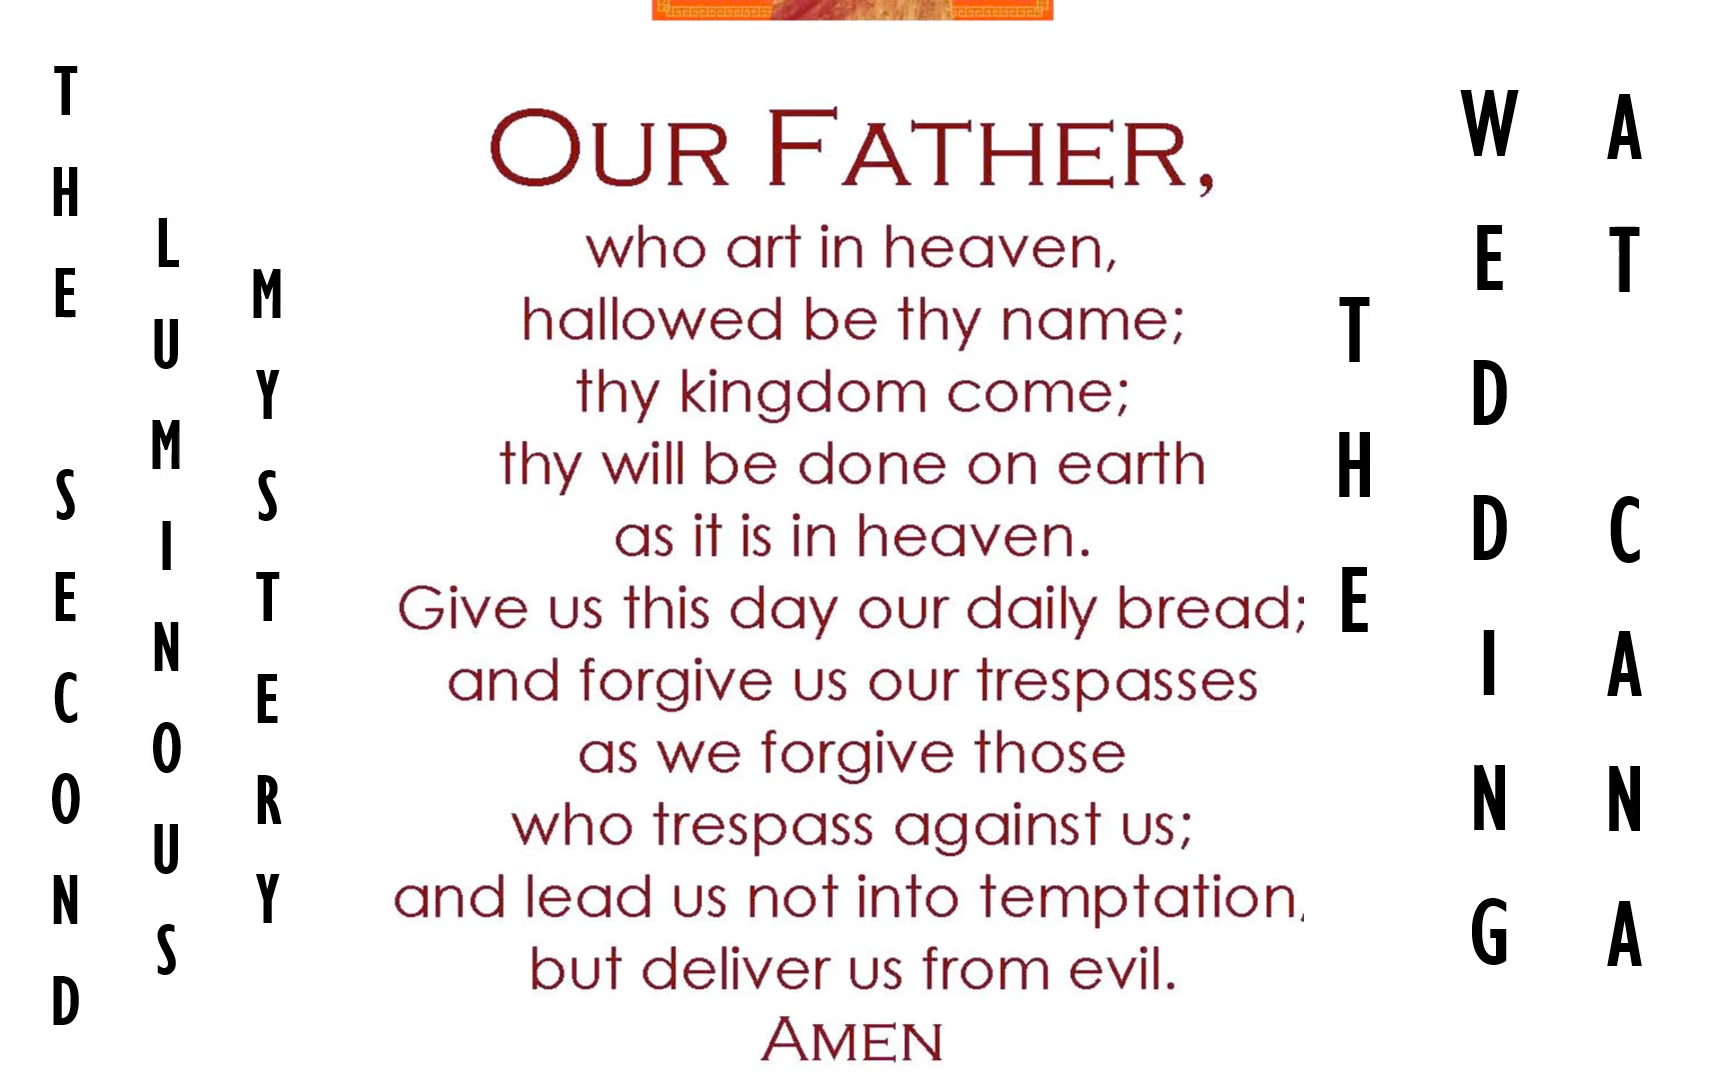 THE SECOND
LUMINOUS
MYSTERY
OUR FATHER,
who art in heaven,
hallowed be thy name;
thy kingdom come;
thy will be done on earth
as it is in heaven.
Give us this day our daily bread;
and forgive us our trespasses
as we forgive those
who trespass against us;
and lead us not into temptation,
but deliver us from evil.
AMEN
THE
WEDDING
AT CANA